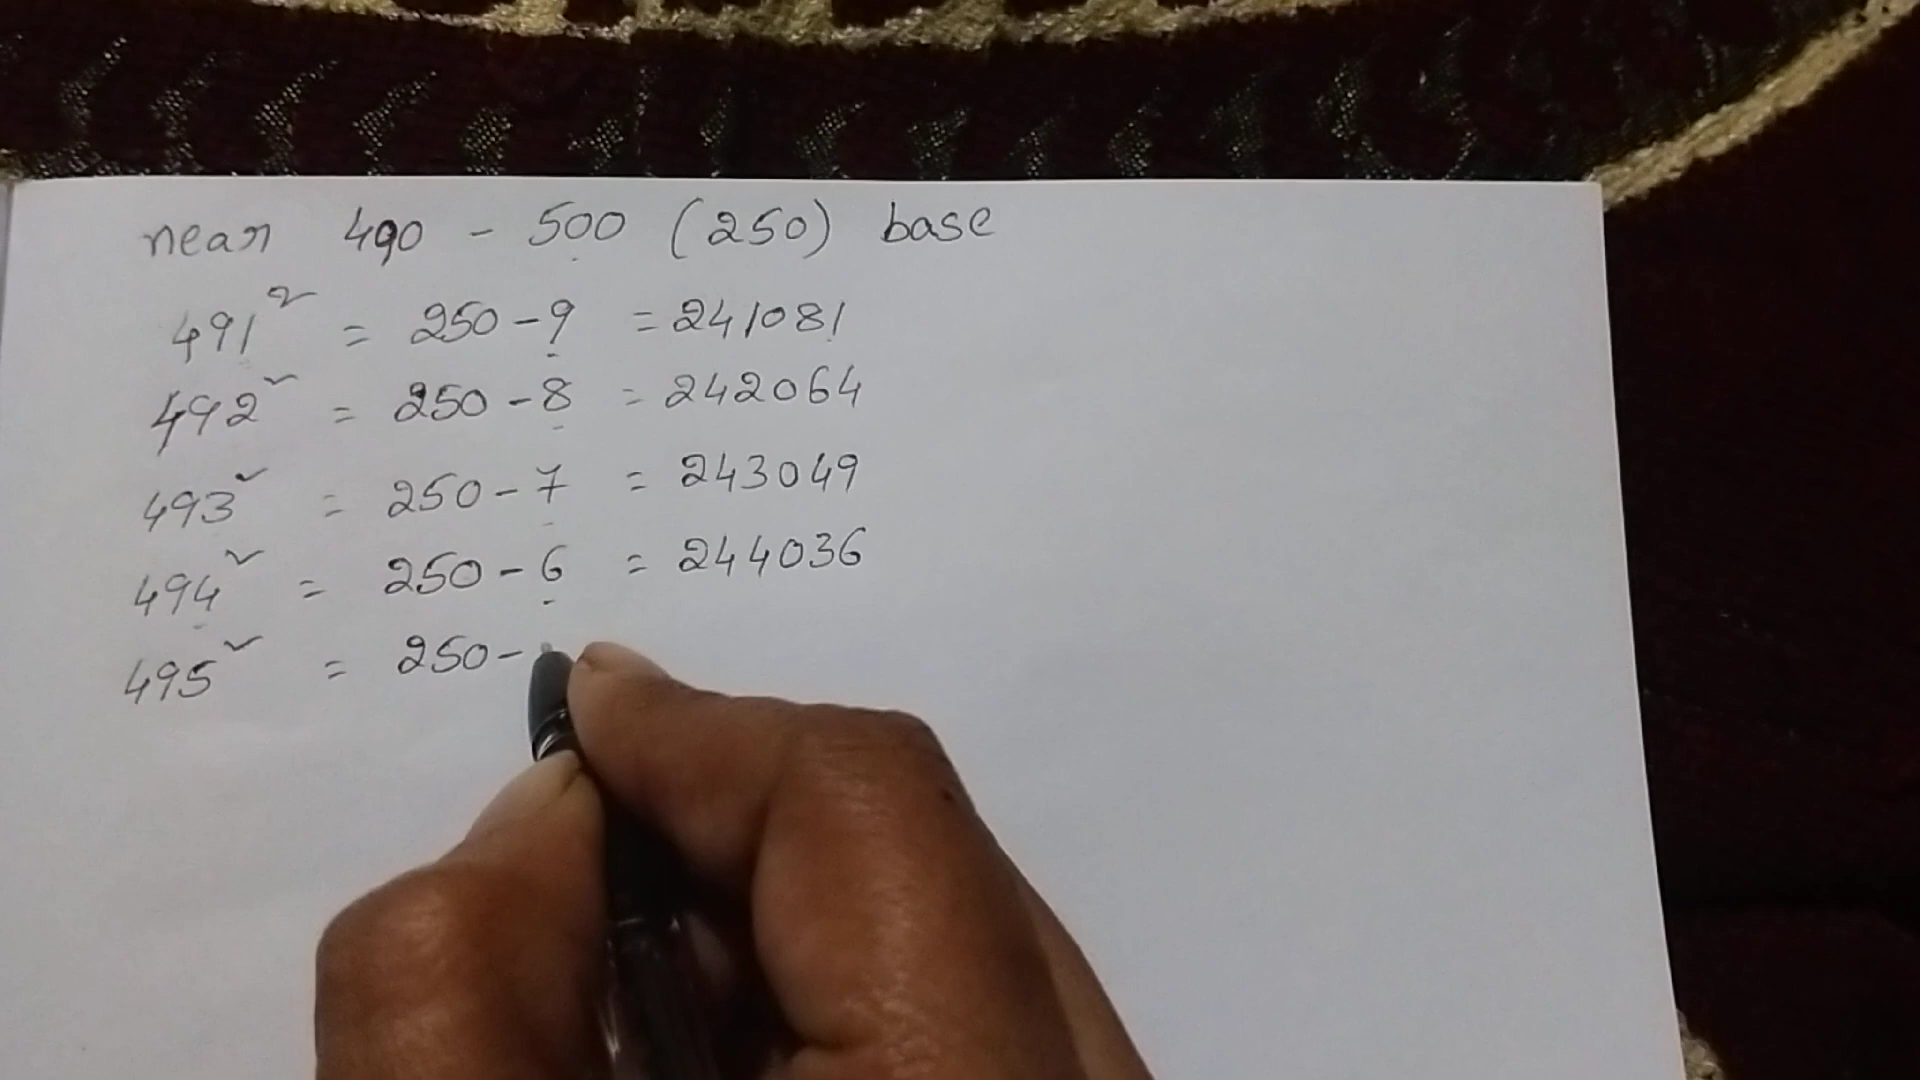 near 490 - 500 (250) base
491² = 250 - 9 = 241081
492² = 250 - 8 = 242064
493² = 250 - 7 = 243049
494² = 250 - 6 = 244036
495² = 250 -